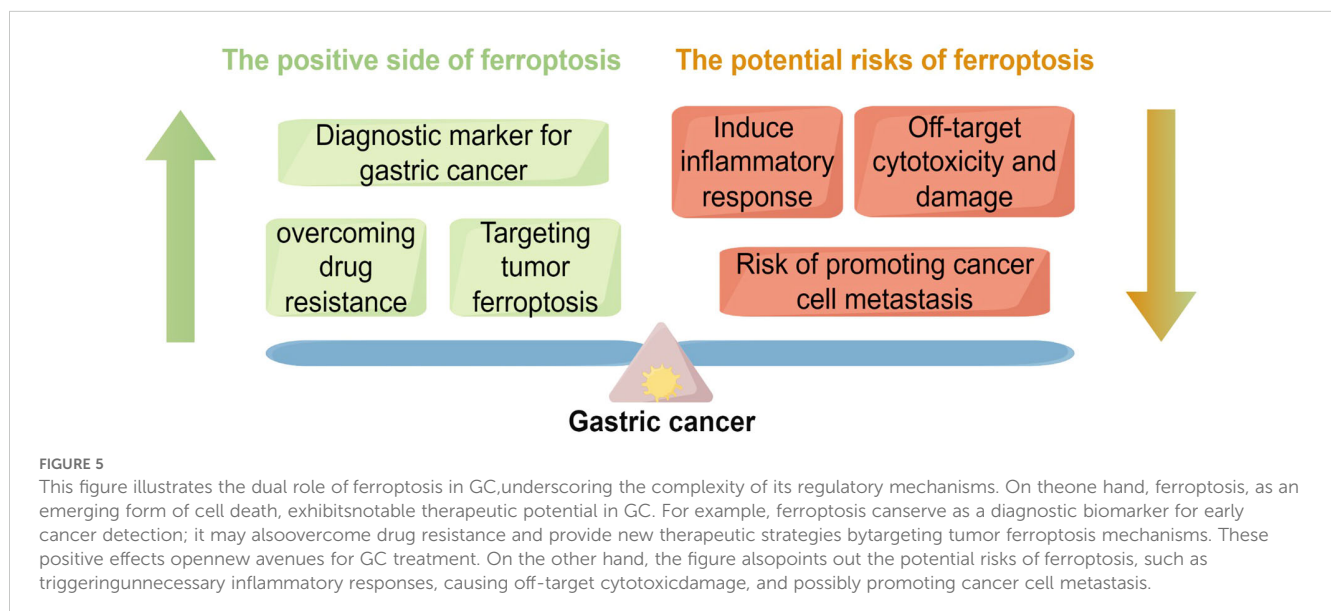 The positive side of ferroptosis
The potential risks of ferroptosis
Diagnostic marker for
gastric cancer
overcoming
drug
resistance
Targeting
tumor
ferroptosis
Induce
inflammatory
response
Off-target
cytotoxicity and
damage
Risk of promoting cancer
cell metastasis
Gastric cancer
FIGURE 5
This figure illustrates the dual role of ferroptosis in GC,underscoring the complexity of its regulatory mechanisms. On theone hand, ferroptosis, as an
emerging form of cell death, exhibitsnotable therapeutic potential in GC. For example, ferroptosis canserve as a diagnostic biomarker for early
cancer detection; it may alsoovercome drug resistance and provide new therapeutic strategies bytargeting tumor ferroptosis mechanisms. These
positive effects opennew avenues for GC treatment. On the other hand, the figure alsopoints out the potential risks of ferroptosis, such as
triggeringunnecessary inflammatory responses, causing off-target cytotoxicdamage, and possibly promoting cancer cell metastasis.